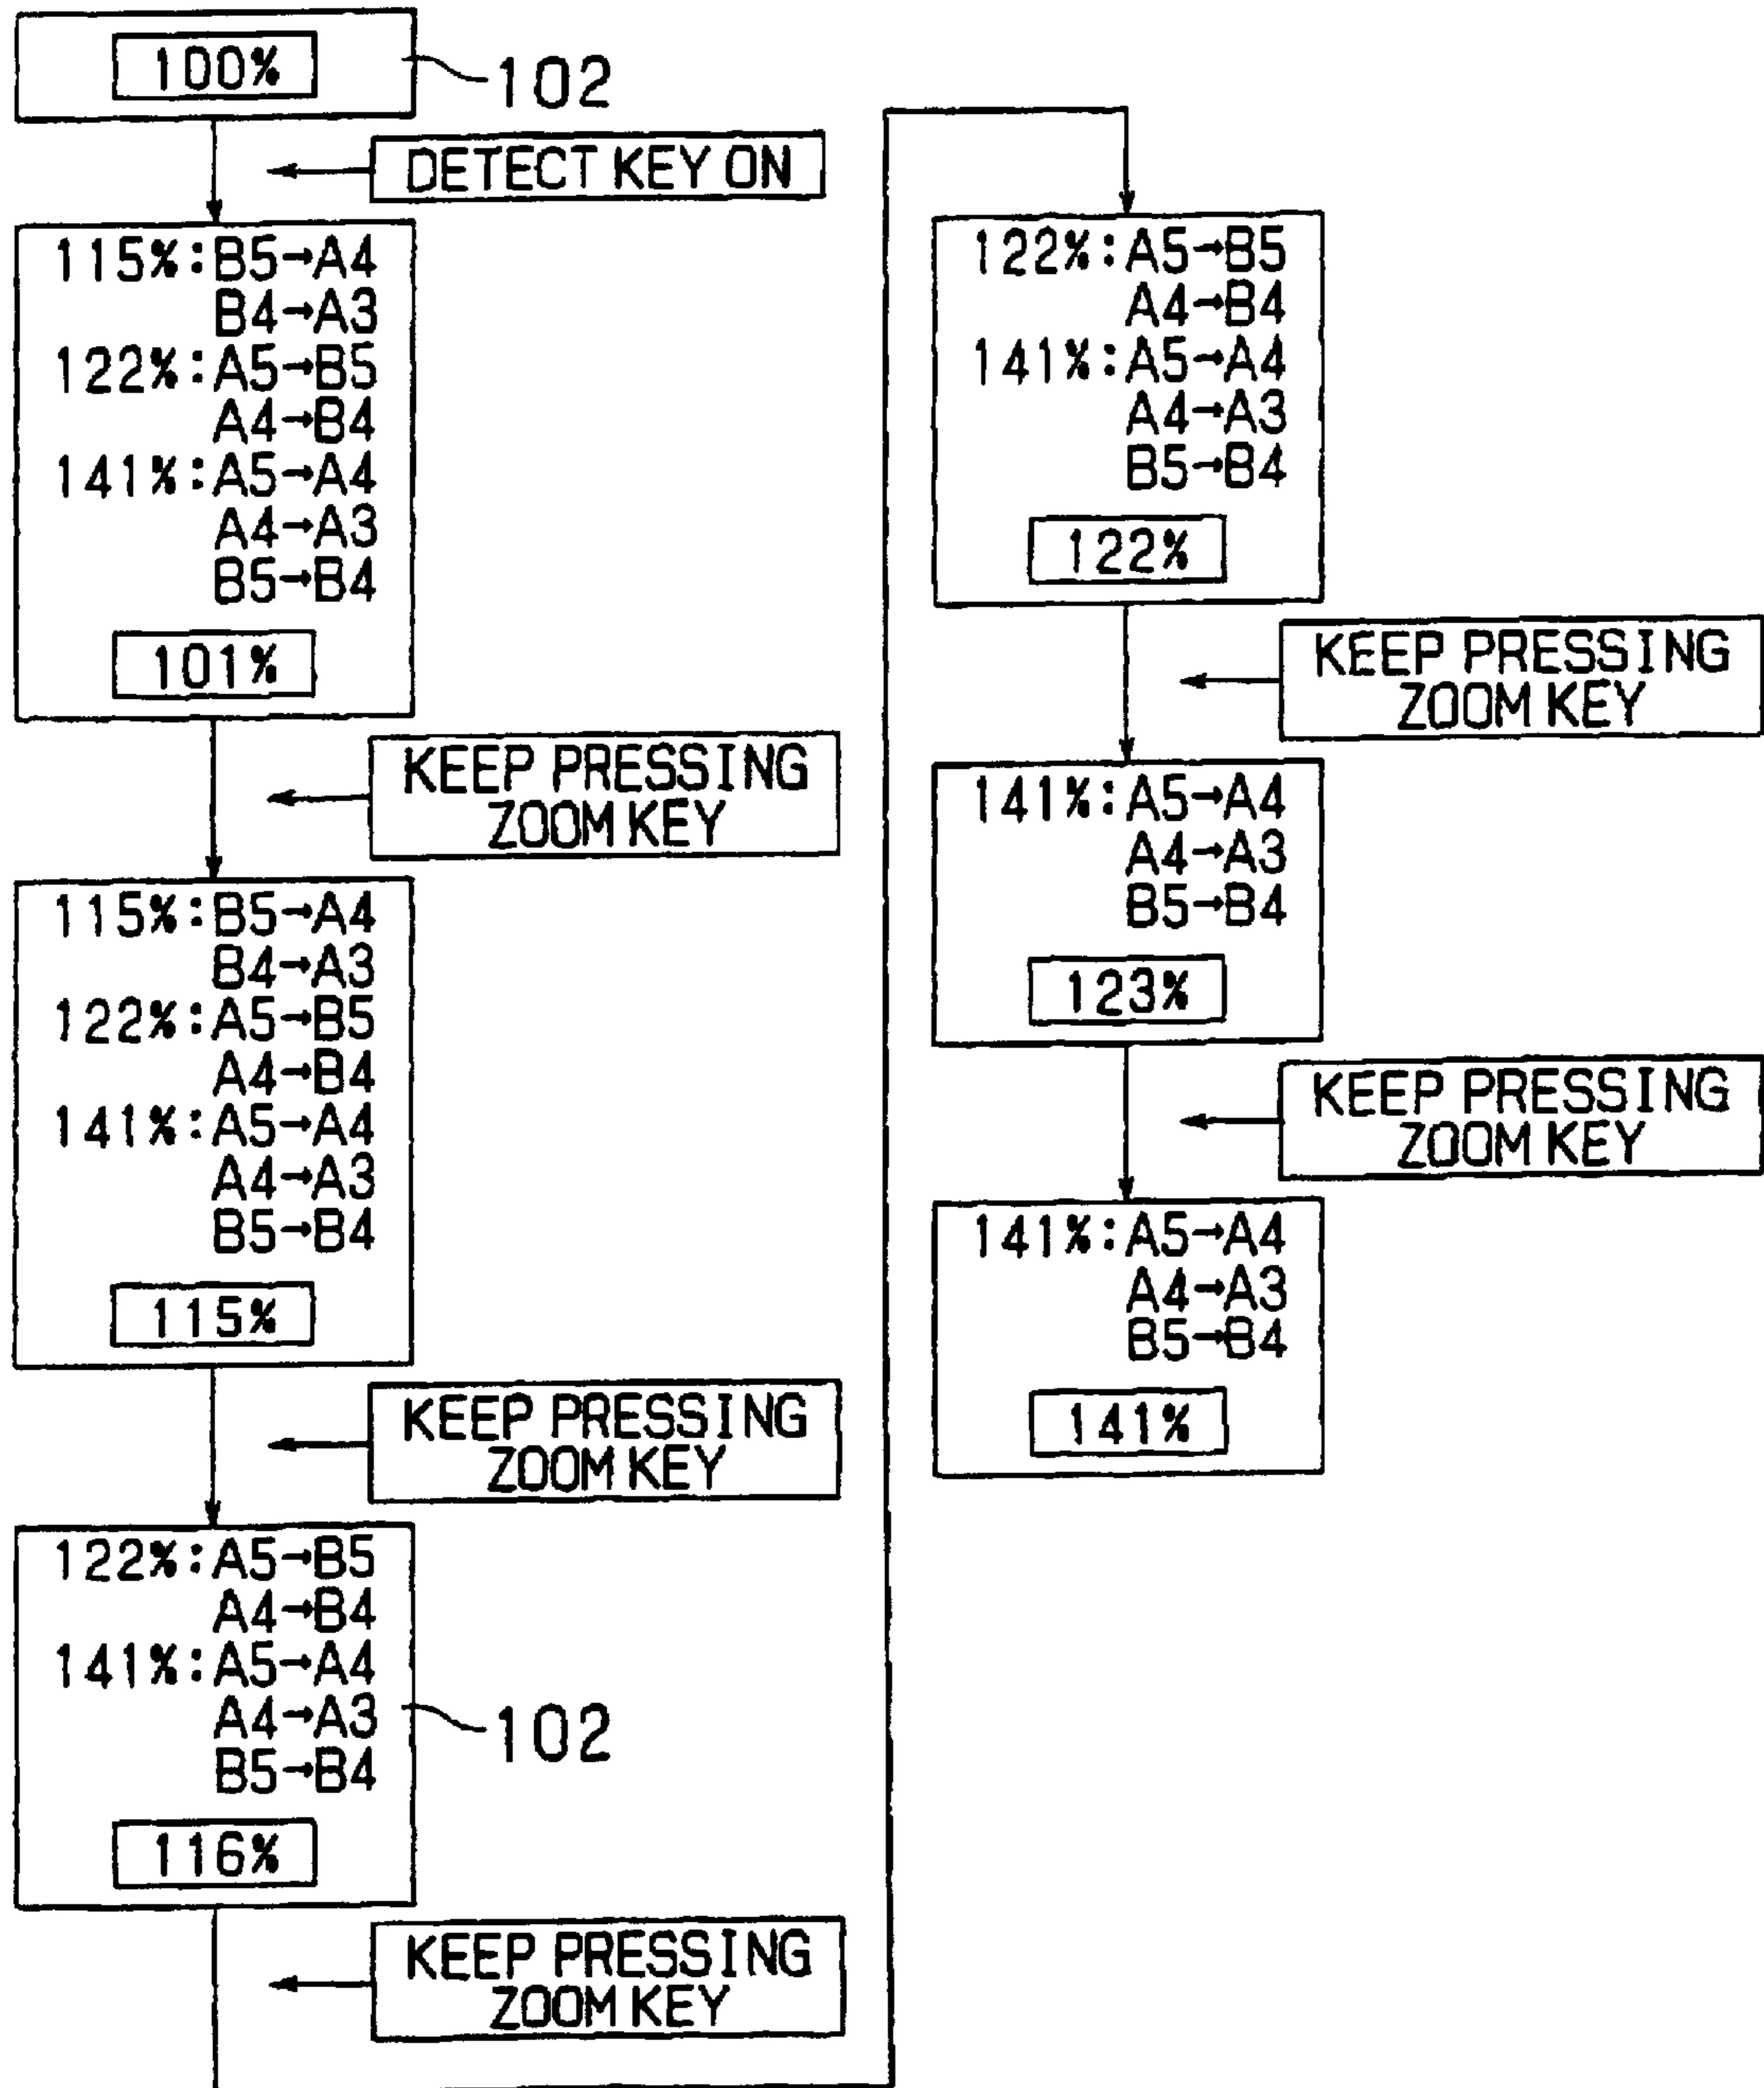 100%
102
DETECT KEY ON
115%:B5→A4
B4→A3
122%:A5→B5
A4→B4
141%:A5→A4
A4→A3
B5→B4
101%
KEEP PRESSING
ZOOM KEY
115%:B5→A4
B4→A3
122%:A5→B5
A4→B4
141%:A5→A4
A4→A3
B5→B4
115%
KEEP PRESSING
ZOOM KEY
122%:A5→B5
A4→B4
141%:A5→A4
A4→A3
B5→B4
102
116%
KEEP PRESSING
ZOOM KEY
122%:A5→B5
A4→B4
141%:A5→A4
A4→A3
B5→B4
122%
KEEP PRESSING
ZOOM KEY
141%:A5→A4
A4→A3
B5→B4
123%
KEEP PRESSING
ZOOM KEY
141%:A5→A4
A4→A3
B5→B4
141%